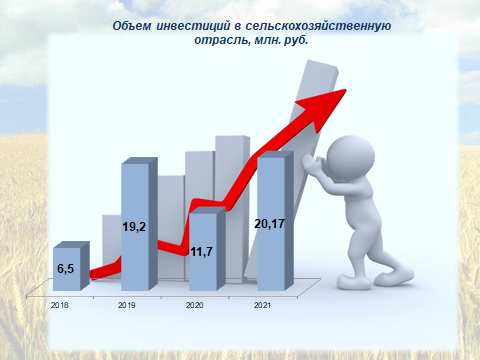 Объем инвестиций в сельскохозяйственную
отрасль, млн. руб.
6,5
19,2
11,7
20,17
2018 2019 2020 2021